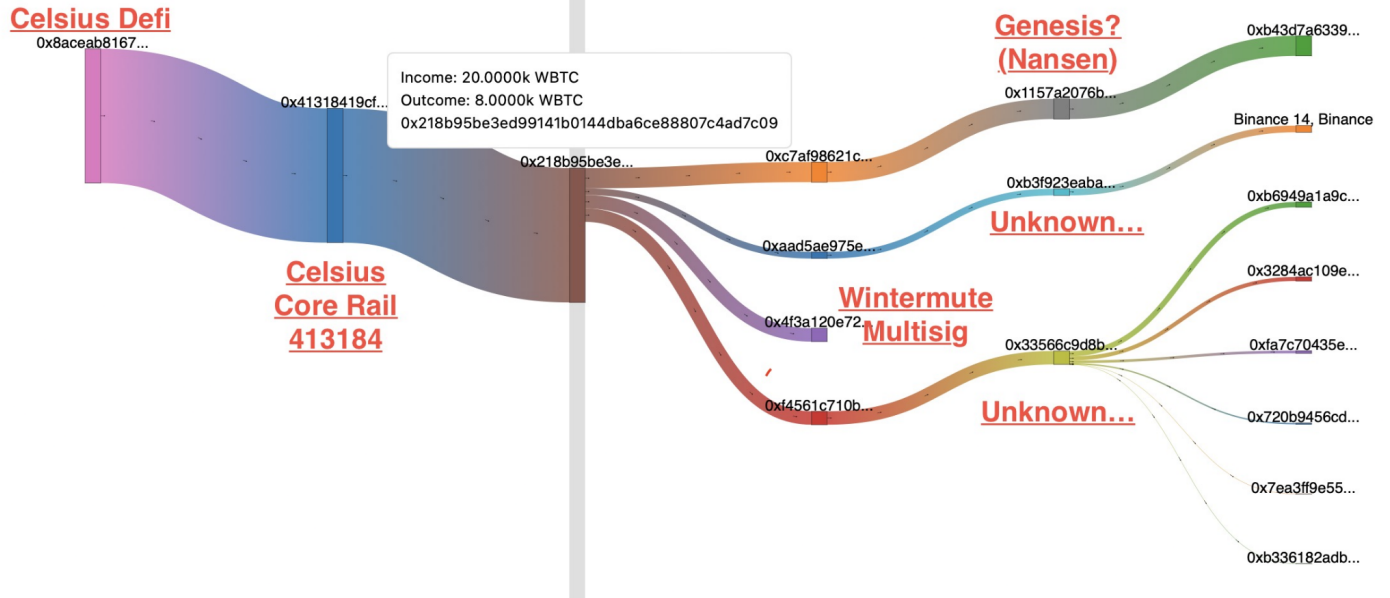 Celsius Defi
0x8aceab8167...
0x41318419cf...
Celsius
Core Rail
413184
Income: 20.0000k WBTC
Outcome: 8.0000k WBTC
0x218b95be3ed99141b0144dba6ce88807c4ad7c09
0x218b95be3e...
0xc7af98621c...
0xaad5ae975e...
0x4f3a120e72...
Wintermute
Multisig
0xf4561c710b...
Genesis?
(Nansen)
0x1157a2076b...
0xb3f923eaba...
Unknown...
0x33566c9d8b...
Unknown...
0xb43d7a6339...
Binance 14, Binance
0xb6949a1a9c...
0x3284ac109e...
0xfa7c70435e...
0x720b9456cd...
0x7ea3ff9e55...
0xb336182adb...